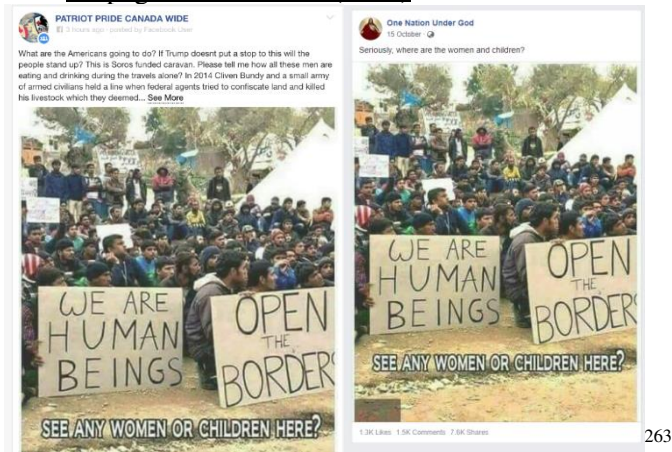 PATRIOT PRIDE CANADA WIDE
3 hours ago · posted by Facebook User
What are the Americans going to do? If Trump doesnt put a stop to this will the
people stand up? This is Soros funded caravan. Please tell me how all these men are
eating and drinking during the travels alone? In 2014 Cliven Bundy and a small army
of armed civilians held a line when federal agents tried to confiscate land and killed
his livestock which they deemed... See More
WE ARE
HUMAN
BEINGS
OPEN
THE
BORDER
SEE ANY WOMEN OR CHILDREN HERE?
One Nation Under God
15 October
Seriously, where are the women and children?
WE ARE
HUMAN
BEINGS
OPEN
THE
BORDER
SEE ANY WOMEN OR CHILDREN HERE?
1.3K Likes 1.5K Comments 7.6K Shares
263